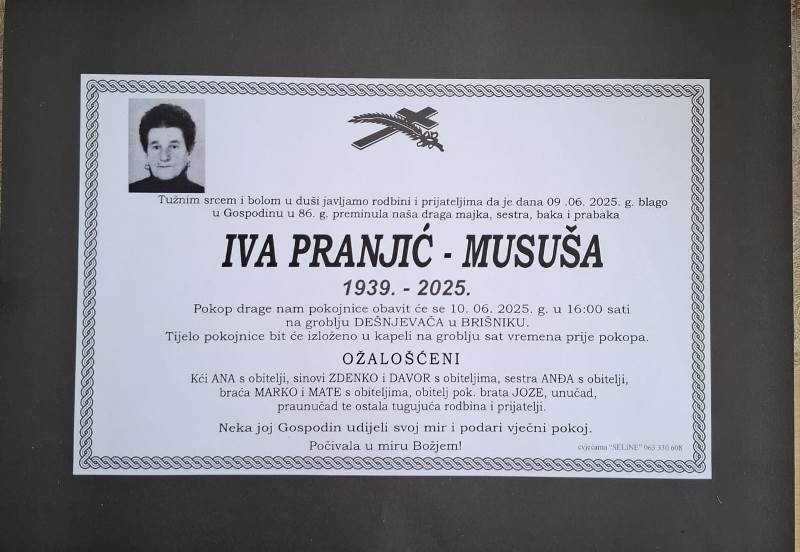 Tužnim srcem i bolom u duši javljamo rodbini i prijateljima da je dana 09 .06. 2025. g. blago
u Gospodinu u 86. g. preminula naša draga majka, sestra, baka i prabaka
IVA PRANJIĆ - MUSUŠA
1939. - 2025.
Pokop drage nam pokojnice obavit će se 10. 06. 2025. g. u 16:00 sati
na groblju DEŠNJEVAČA u BRIŠNIKU.
Tijelo pokojnice bit će izloženo u kapeli na groblju sat vremena prije pokopa.
OŽALOŠĆENI
Kći ANA s obitelji, sinovi ZDENKO i DAVOR s obiteljima, sestra ANĐA s obitelji,
braća MARKO i MATE s obiteljima, obitelj pok. brata JOZE, unučad,
praunučad te ostala tugujuća rodbina i prijatelji.
Neka joj Gospodin udijeli svoj mir i podari vječni pokoj.
Počivala u miru Božjem!
cvjećarna "SELINE" 063 330 608